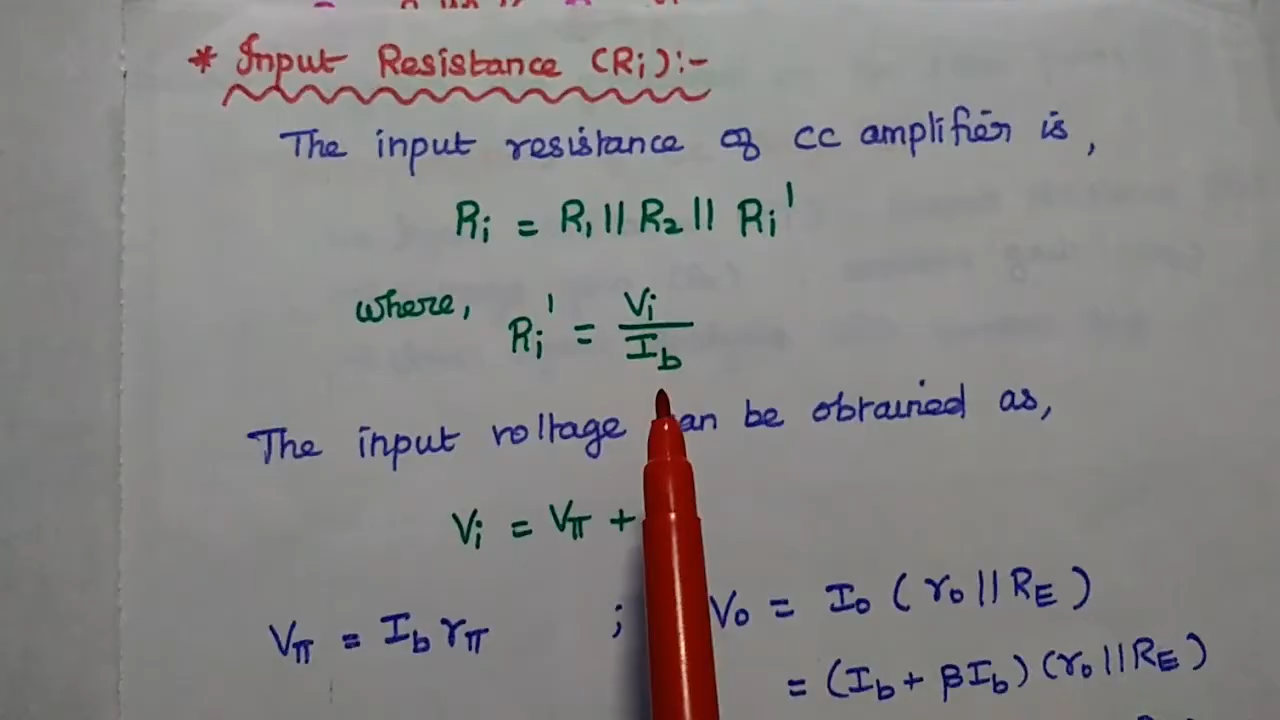 * Input Resistance (Ri):-
The input resistance of CC amplifier is,
Ri = R1 || R2 || Ri'
where, Ri' = Vi / Ib
The input voltage can be obtained as,
Vi = Vπ +
Vπ = Ib rπ ; Vo = Io (ro || RE)
= (Ib + βIb) (ro || RE)